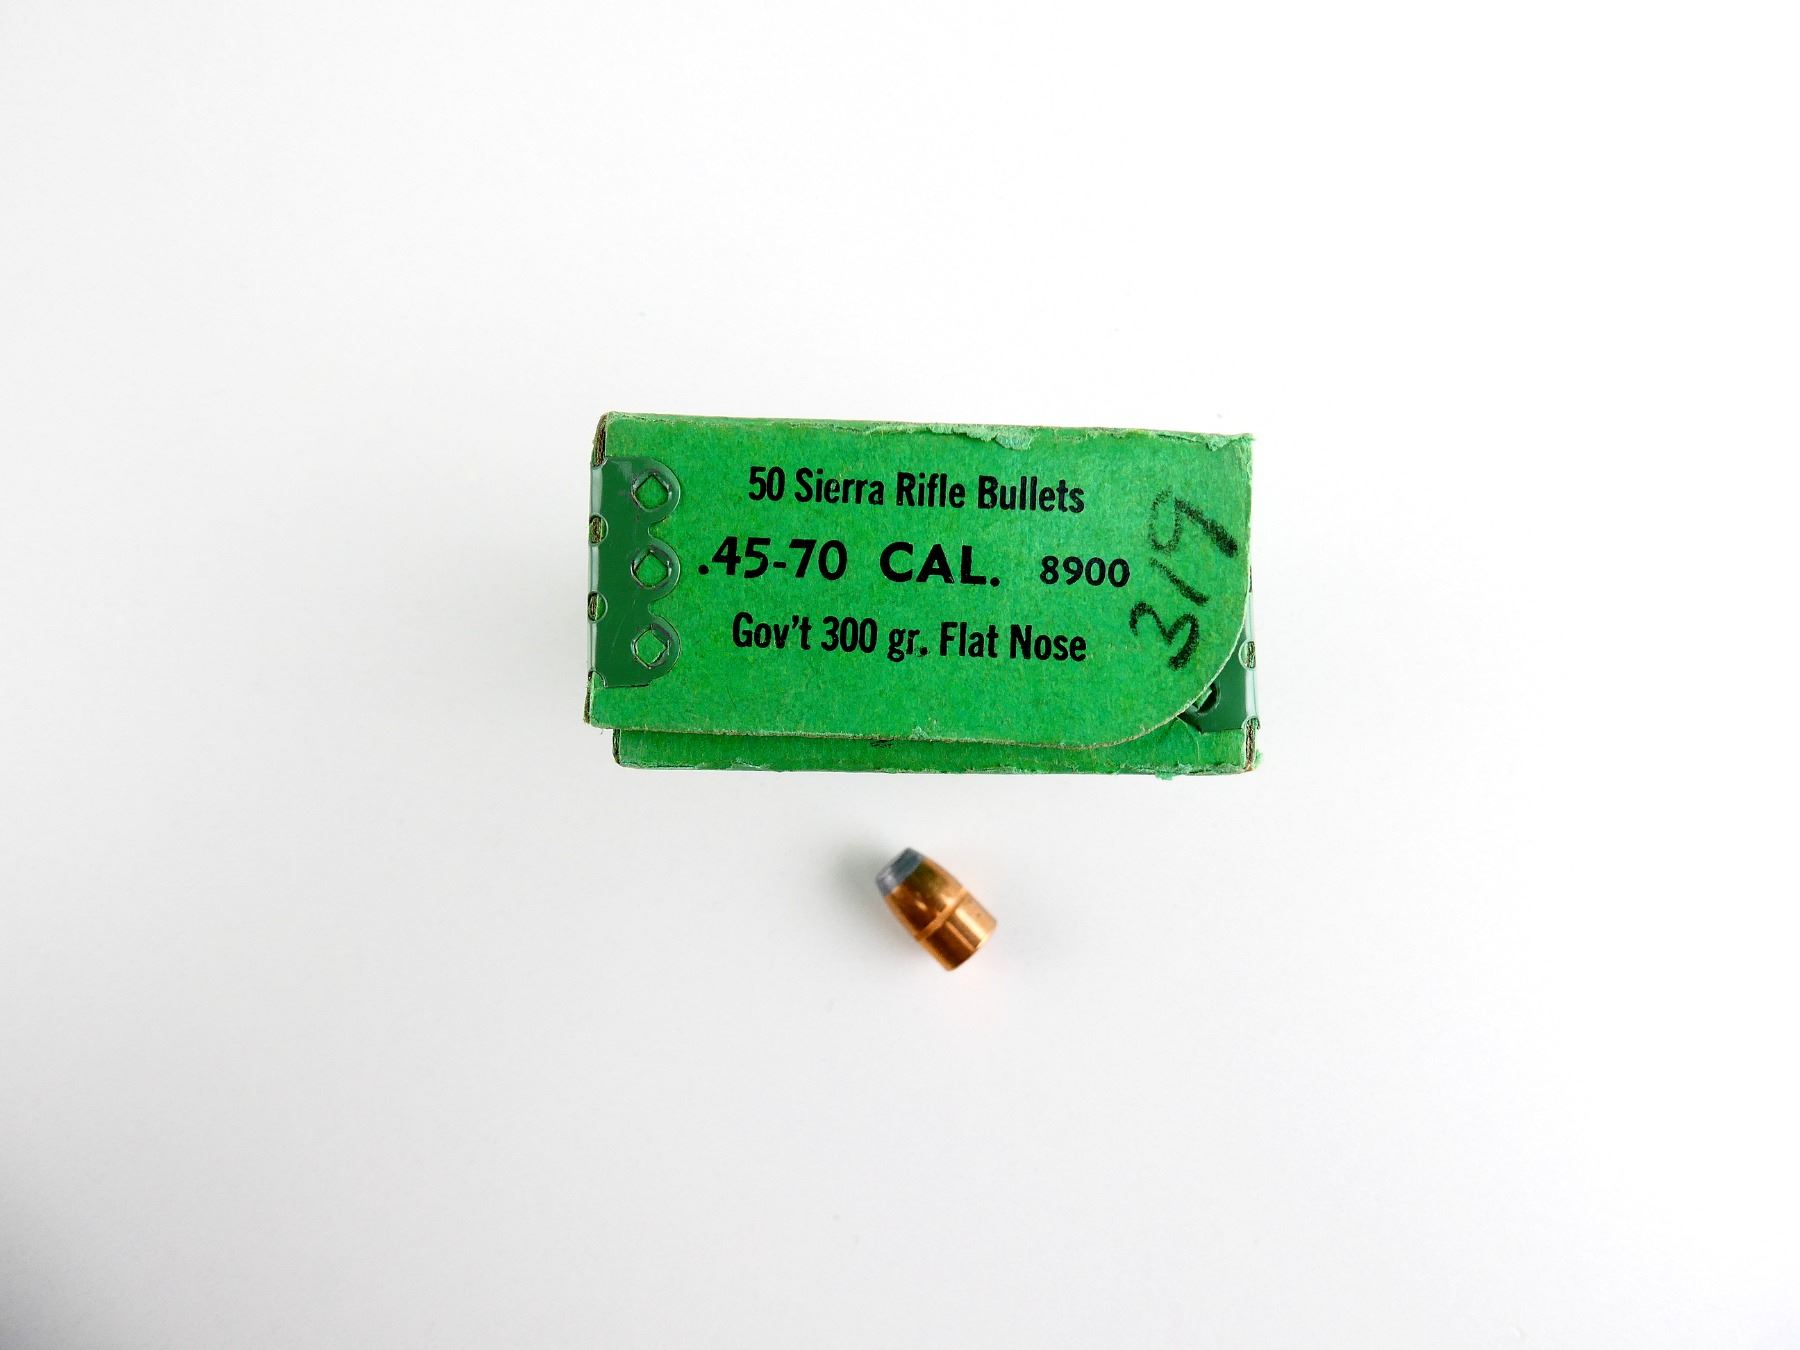 50 Sierra Rifle Bullets
.45-70 CAL. 8900
Gov't 300 gr. Flat Nose
319